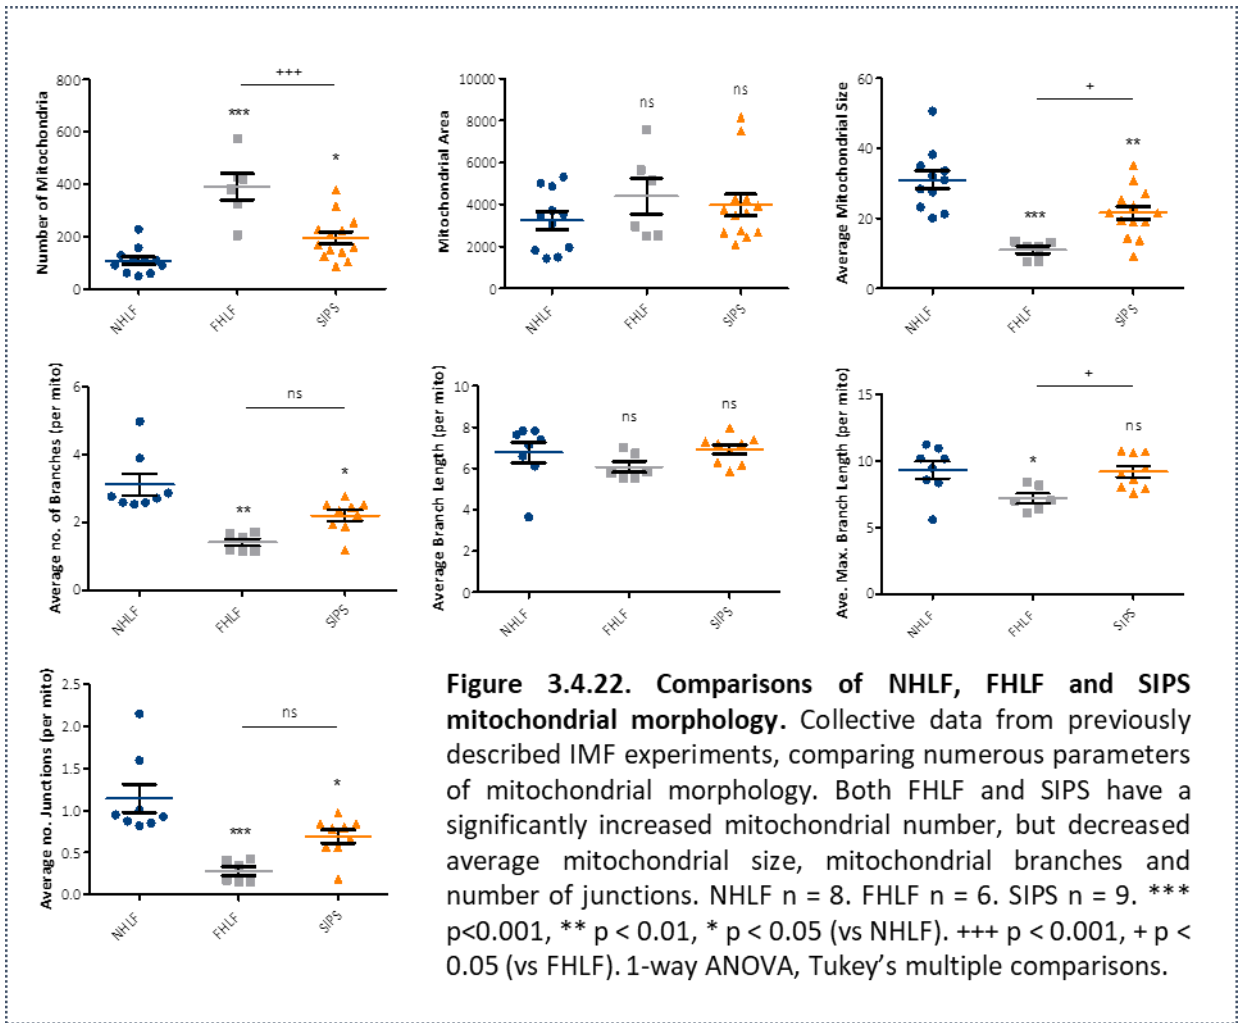 +++
***
*
800
600
400
200
0
Number of Mitochondria
NHLF
FHLF
SIPS
ns
ns
10000
8000
6000
4000
2000
0
Mitochondrial Area
NHLF
FHLF
SIPS
+
**
***
60
40
20
0
Average Mitochondrial Size
NHLF
FHLF
SIPS
ns
*
**
6
4
2
0
Average no. of Branches (per mito)
NHLF
FHLF
SIPS
ns
ns
10
8
6
4
2
0
Average Branch Length (per mito)
NHLF
FHLF
SIPS
+
ns
*
15
10
5
0
Ave. Max. Branch Length (per mito)
NHLF
FHLF
SIPS
ns
*
***
2.5
2.0
1.5
1.0
0.5
0.0
Average no. Junctions (per mito)
NHLF
FHLF
SIPS
Figure 3.4.22. Comparisons of NHLF, FHLF and SIPS
mitochondrial morphology. Collective data from previously
described IMF experiments, comparing numerous parameters
of mitochondrial morphology. Both FHLF and SIPS have a
significantly increased mitochondrial number, but decreased
average mitochondrial size, mitochondrial branches and
number of junctions. NHLF n = 8. FHLF n = 6. SIPS n = 9. ***
p<0.001, ** p < 0.01, * p < 0.05 (vs NHLF). +++ p < 0.001, + p <
0.05 (vs FHLF). 1-way ANOVA, Tukey’s multiple comparisons.